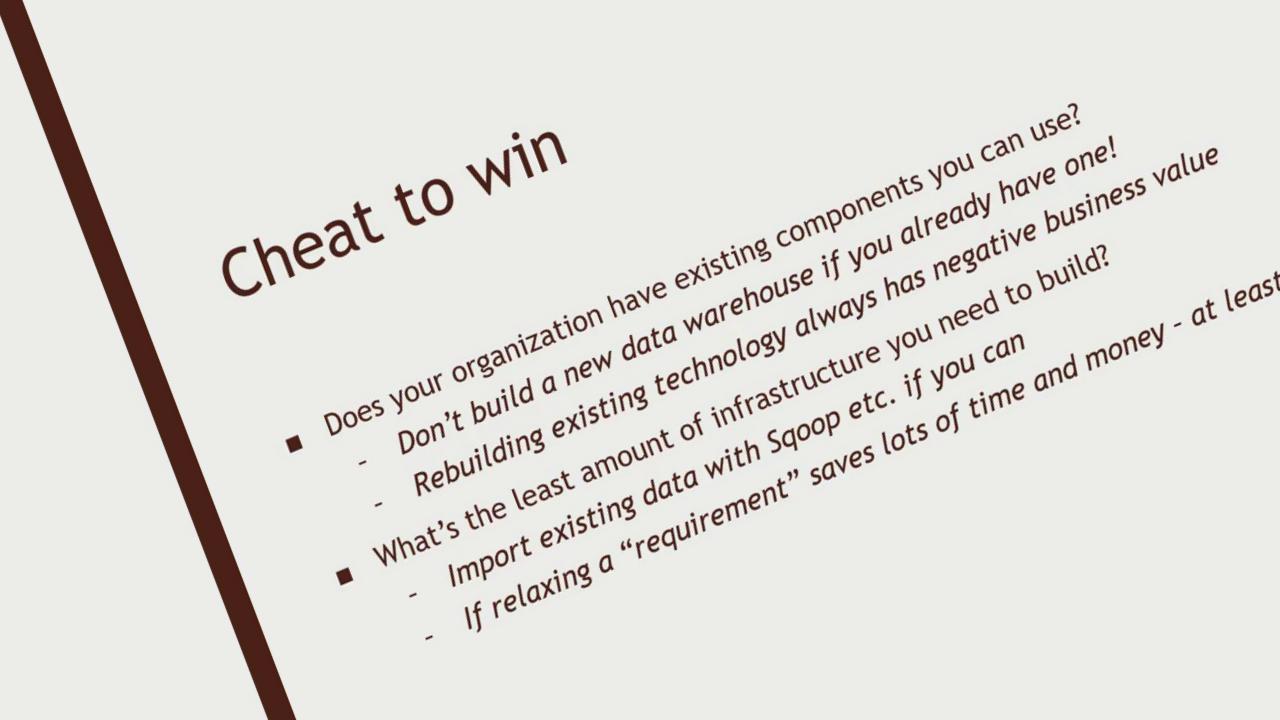 Cheat to win
▪ Does your organization have existing components you can use?
- Don’t build a new data warehouse if you already have one!
- Rebuilding existing technology always has negative business value
▪ What’s the least amount of infrastructure you need to build?
- Import existing data with Sqoop etc. if you can
- If relaxing a “requirement” saves lots of time and money - at least